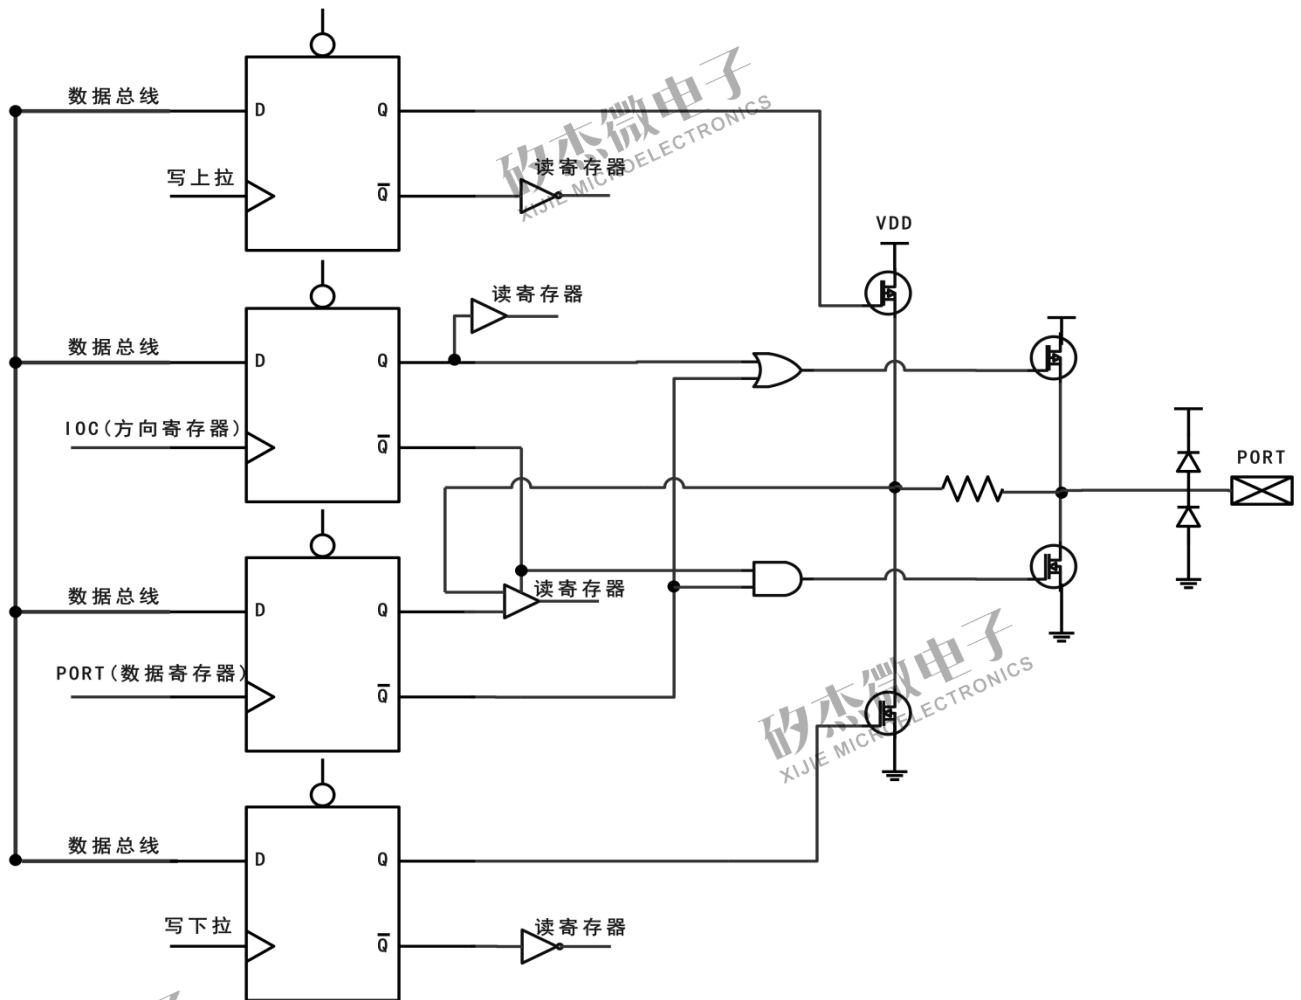 数据总线
D
Q
写上拉
Q
读寄存器
矽杰微电子
XIJIE MICROELECTRONICS
VDD
读寄存器
数据总线
D
Q
IOC(方向寄存器)
Q
PORT
数据总线
D
Q
读寄存器
PORT(数据寄存器)
Q
矽杰微电子
XIJIE MICROELECTRONICS
数据总线
D
Q
写下拉
Q
读寄存器